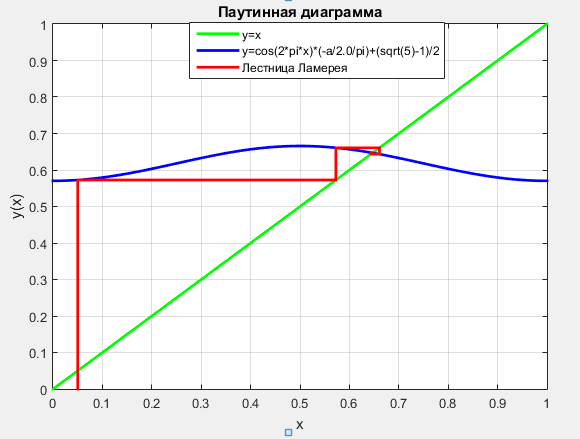 Паутинная диаграмма
y=x
y=cos(2*pi*x)*(-a/2.0/pi)+(sqrt(5)-1)/2
Лестница Ламерея
y(x)
1
0.9
0.8
0.7
0.6
0.5
0.4
0.3
0.2
0.1
0
0 0.1 0.2 0.3 0.4 0.5 0.6 0.7 0.8 0.9 1
x